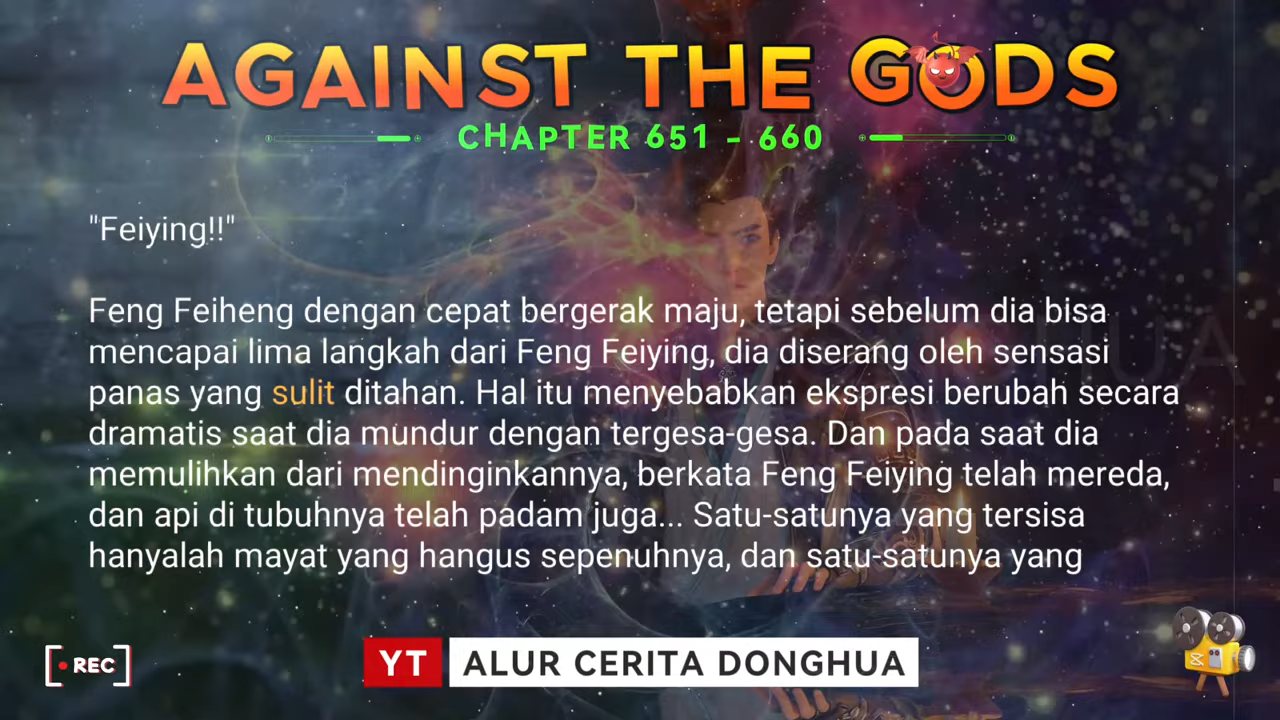 AGAINST THE GODS
CHAPTER 651 - 660
"Feiying!!"
Feng Feiheng dengan cepat bergerak maju, tetapi sebelum dia bisa
mencapai lima langkah dari Feng Feiying, dia diserang oleh sensasi
panas yang sulit ditahan. Hal itu menyebabkan ekspresi berubah secara
dramatis saat dia mundur dengan tergesa-gesa. Dan pada saat dia
memulihkan dari mendinginkannya, berkata Feng Feiying telah mereda,
dan api di tubuhnya telah padam juga... Satu-satunya yang tersisa
hanyalah mayat yang hangus sepenuhnya, dan satu-satunya yang
REC
YT ALUR CERITA DONGHUA